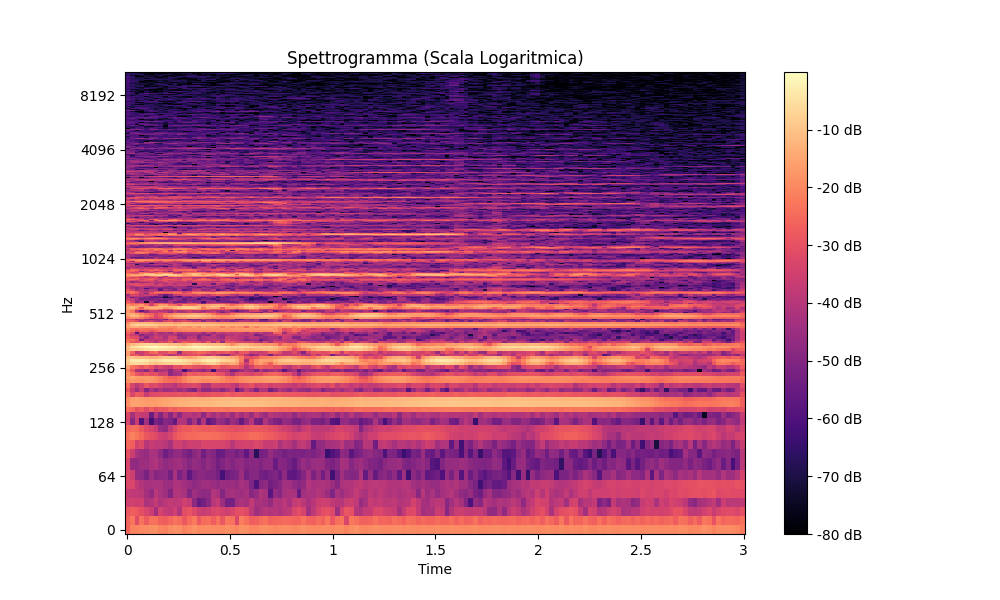 Spettrogramma (Scala Logaritmica)
Hz
8192
4096
2048
1024
512
256
128
64
0
0
0.5
1
1.5
2
2.5
3
Time
-10 dB
-20 dB
-30 dB
-40 dB
-50 dB
-60 dB
-70 dB
-80 dB